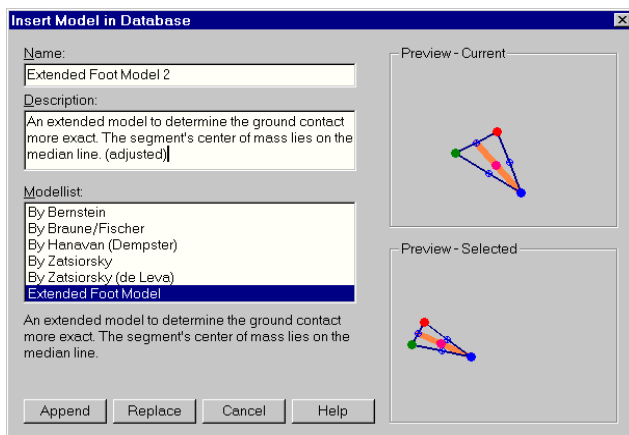 Insert Model in Database
Name:
Extended Foot Model 2
Description:
An extended model to determine the ground contact
more exact. The segment's center of mass lies on the
median line. (adjusted)
Modellist:
By Bernstein
By Braune/Fischer
By Hanavan (Dempster)
By Zatsiorsky
By Zatsiorsky (de Leva)
Extended Foot Model
An extended model to determine the ground contact
more exact. The segment's center of mass lies on the
median line.
Append Replace Cancel Help
Preview - Current
Preview - Selected